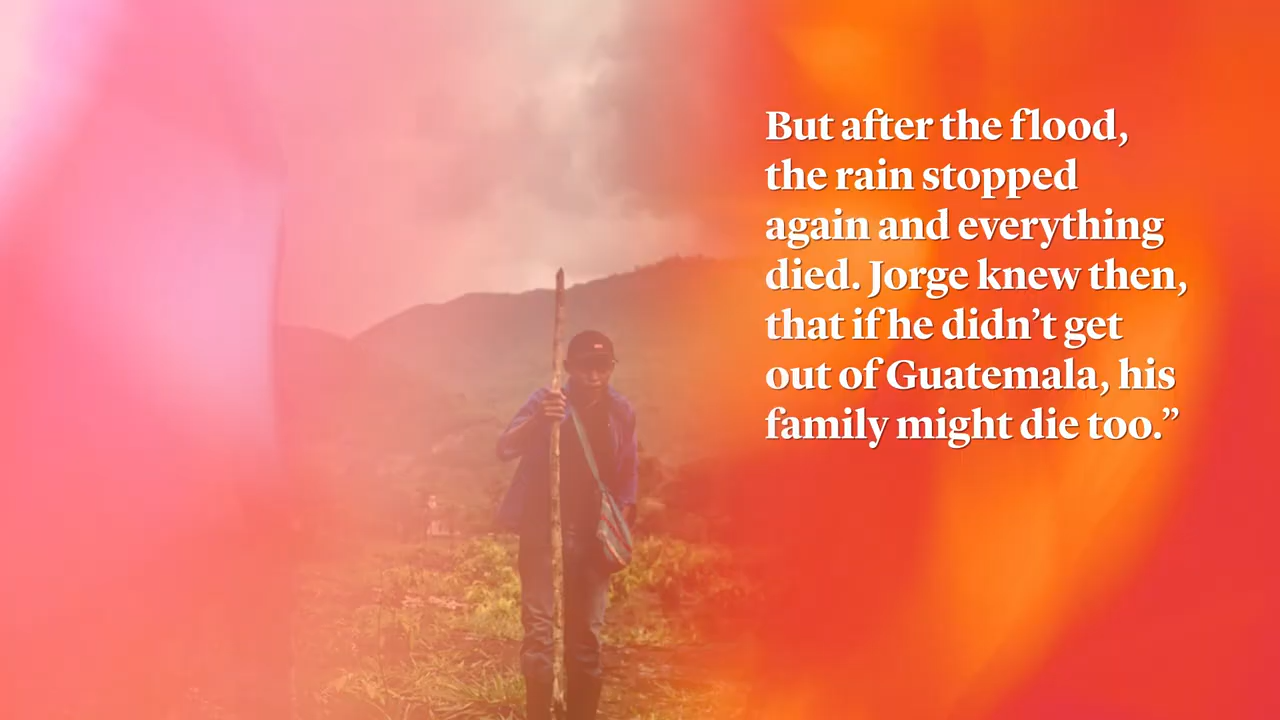 But after the flood,
the rain stopped
again and everything
died. Jorge knew then,
that if he didn’t get
out of Guatemala, his
family might die too.”